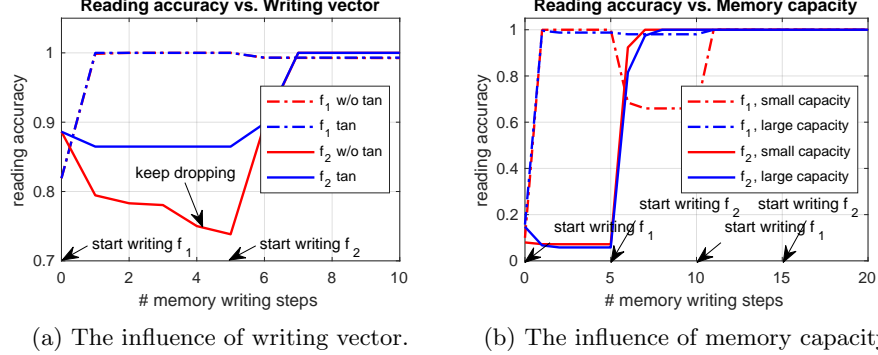 Reading accuracy vs. Writing vector
reading accuracy
1
0.9
0.8
0.7
f1 w/o tan
f1 tan
f2 w/o tan
f2 tan
keep dropping
start writing f1
start writing f2
0 2 4 6 8 10
# memory writing steps
(a) The influence of writing vector.
Reading accuracy vs. Memory capacity
reading accuracy
1
0.8
0.6
0.4
0.2
0
f1, small capacity
f1, large capacity
f2, small capacity
f2, large capacity
start writing f1
start writing f2
start writing f1
start writing f2
0 5 10 15 20
# memory writing steps
(b) The influence of memory capacity